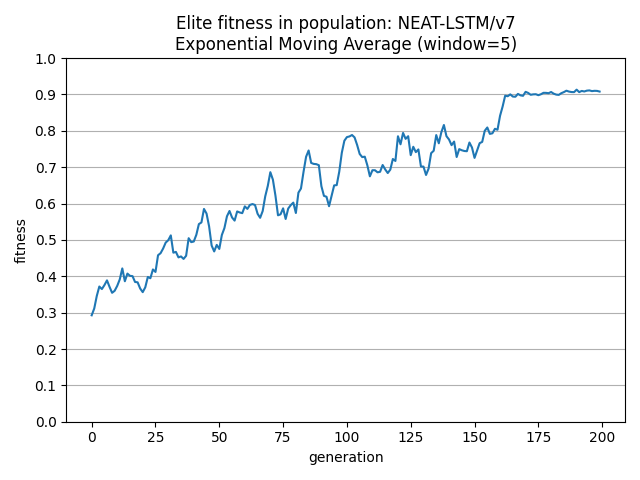 Elite fitness in population: NEAT-LSTM/v7
Exponential Moving Average (window=5)
1.0
0.9
0.8
0.7
0.6
0.5
0.4
0.3
0.2
0.1
0.0
fitness
0 25 50 75 100 125 150 175 200
generation